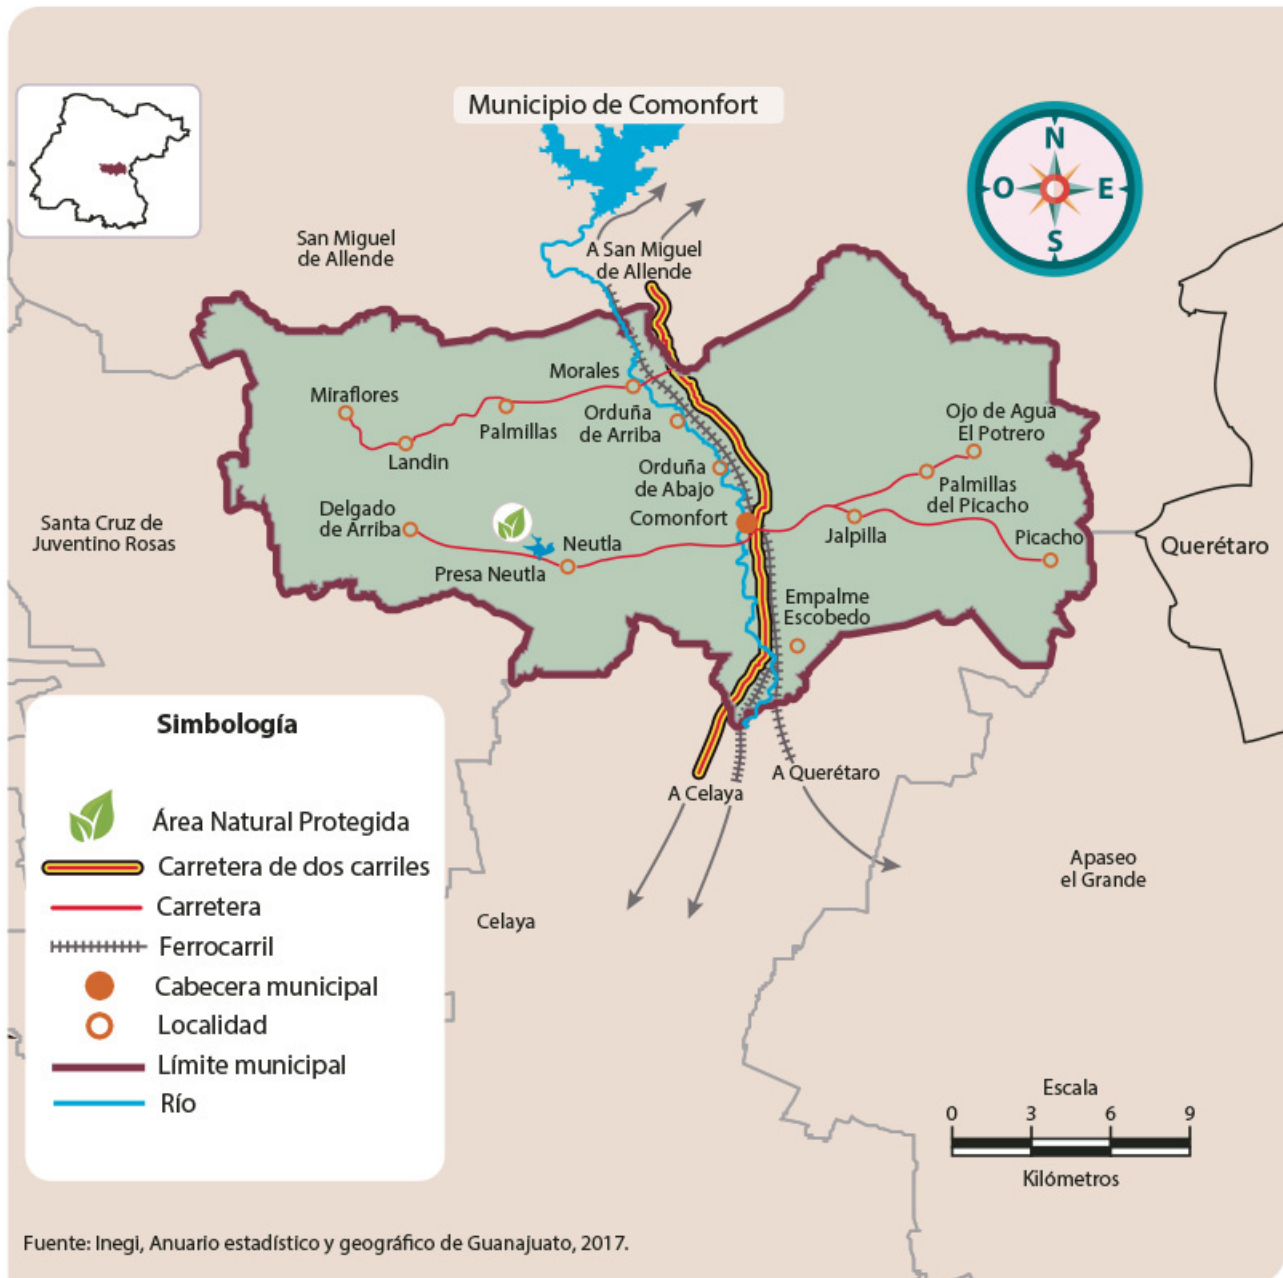 Municipio de Comonfort
N
O
E
S
San Miguel
de Allende
A San Miguel
de Allende
Morales
Miraflores
Palmillas
Orduña
de Arriba
Landin
Ojo de Agua
El Potrero
Orduña
de Abajo
Palmillas
del Picacho
Delgado
de Arriba
Comonfort
Santa Cruz de
Juventino Rosas
Neutla
Jalpilla
Picacho
Querétaro
Presa Neutla
Empalme
Escobedo
A Querétaro
A Celaya
Apaseo
el Grande
Celaya
Simbología
Área Natural Protegida
Carretera de dos carriles
Carretera
Ferrocarril
Cabecera municipal
Localidad
Límite municipal
Río
Escala
0 3 6 9
Kilómetros
Fuente: Inegi, Anuario estadístico y geográfico de Guanajuato, 2017.